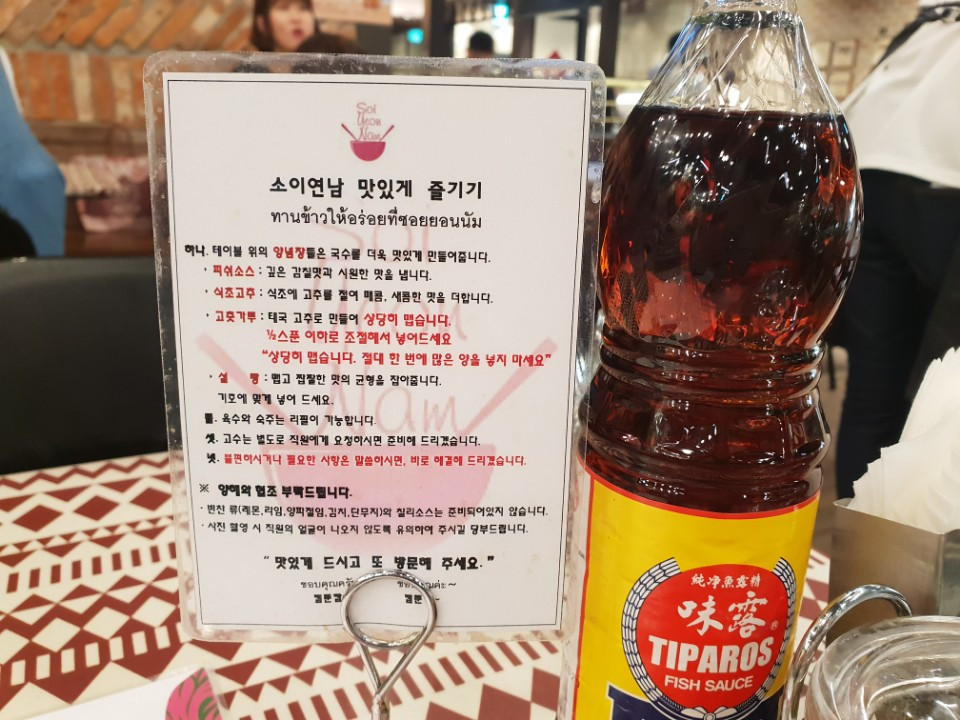 Soi
Yeon
Nam
소이연남 맛있게 즐기기
ทานข้าวให้อร่อยที่ซอยยอนนัม
하나. 테이블 위의 양념장들은 국수를 더욱 맛있게 만들어줍니다.
· 피쉬소스 : 깊은 감칠맛과 시원한 맛을 냅니다.
· 식초고추 : 식초에 고추를 절여 매콤, 새콤한 맛을 더합니다.
· 고춧가루 : 태국 고추로 만들어 상당히 맵습니다.
½스푼 이하로 조절해서 넣어드세요
“상당히 맵습니다. 절대 한 번에 많은 양을 넣지 마세요”
· 설 탕 : 맵고 짭짤한 맛의 균형을 잡아줍니다.
기호에 맞게 넣어 드세요.
둘. 육수와 숙주는 리필이 가능합니다.
셋. 고수는 별도로 직원에게 요청하시면 준비해 드리겠습니다.
넷. 불편하시거나 필요한 사항은 말씀하시면, 바로 해결해 드리겠습니다.
※ 양해와 협조 부탁드립니다.
· 반찬 류(레몬,라임,양파절임,김치,단무지)와 칠리소스는 준비되어있지 않습니다.
· 사진 촬영 시 직원의 얼굴이 나오지 않도록 유의하여 주시길 당부드립니다.
“ 맛있게 드시고 또 방문해 주세요. ”
Soi
Yeon
Nam
純净魚露精
味露
®
TIPAROS
FISH SAUCE